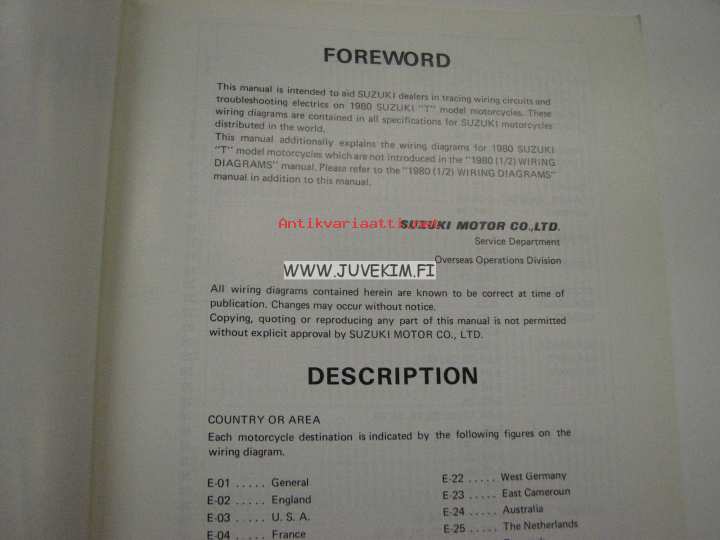 FOREWORD
This manual is intended to aid SUZUKI dealers in tracing wiring circuits and
troubleshooting electrics on 1980 SUZUKI "T" model motorcycles. These
wiring diagrams are contained in all specifications for SUZUKI motorcycles
distributed in the world.
This manual additionally explains the wiring diagrams for 1980 SUZUKI
"T" model motorcycles which are not introduced in the "1980 (1/2) WIRING
DIAGRAMS" manual. Please refer to the "1980 (1/2) WIRING DIAGRAMS"
manual in addition to this manual.
Antikvariaatti.net
SUZUKI MOTOR CO.,LTD.
Service Department
Overseas Operations Division
WWW.JUVEKIM.FI
All wiring diagrams contained herein are known to be correct at time of
publication. Changes may occur without notice.
Copying, quoting or reproducing any part of this manual is not permitted
without explicit approval by SUZUKI MOTOR CO., LTD.
DESCRIPTION
COUNTRY OR AREA
Each motorcycle destination is indicated by the following figures on the
wiring diagram.
E-01 ..... General
E-02 ..... England
E-03 ..... U. S. A.
E-04 ..... France
E-22 ..... West Germany
E-23 ..... East Cameroun
E-24 ..... Australia
E-25 ..... The Netherlands